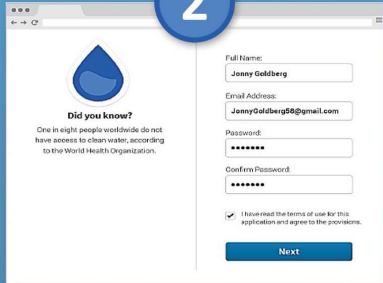 2
Did you know?
One in eight people worldwide do not
have access to clean water, according
to the World Health Organization.
Full Name:
Jonny Goldberg
Email Address:
JonnyGoldberg58@gmail.com
Password:
•••••••
Confirm Password:
•••••••
I have read the terms of use for this
application and agree to the provisions.
Next